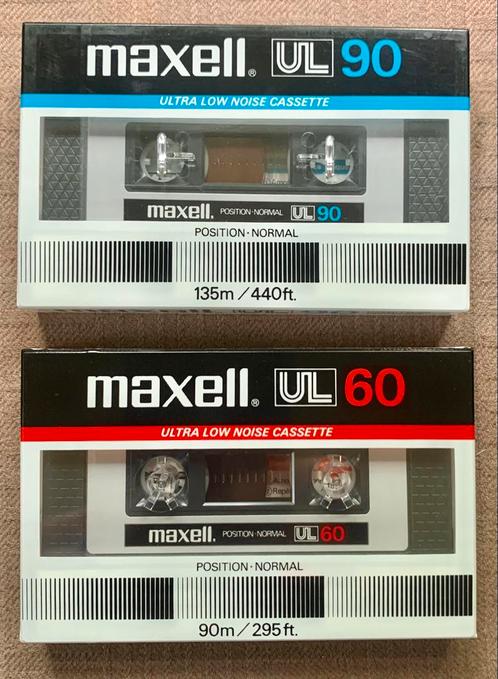 maxell® UL 90
ULTRA LOW NOISE CASSETTE
maxell. POSITION·NORMAL UL 90
POSITION·NORMAL
135m/440ft.
maxell® UL 60
ULTRA LOW NOISE CASSETTE
maxell. POSITION·NORMAL UL 60
POSITION·NORMAL
90m/295ft.